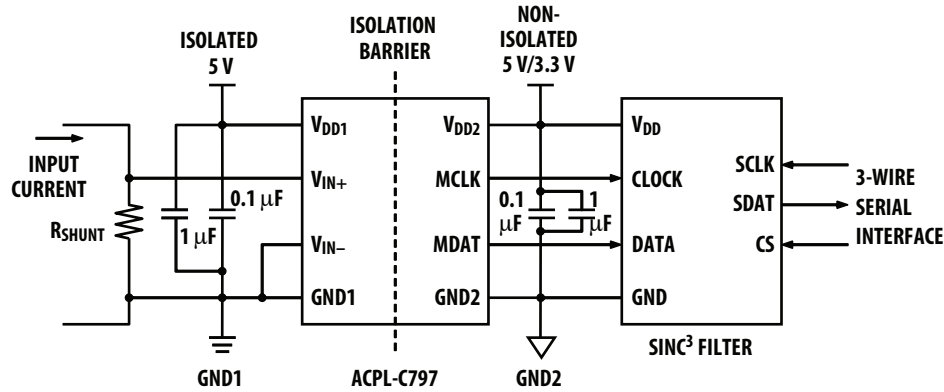 ISOLATED
5 V
ISOLATION
BARRIER
NON-
ISOLATED
5 V/3.3 V
INPUT
CURRENT
RSHUNT
1 μF
0.1 μF
VDD1
VIN+
VIN–
GND1
VDD2
MCLK
MDAT
GND2
0.1
μF
1
μF
VDD
CLOCK
DATA
GND
SCLK
SDAT
CS
3-WIRE
SERIAL
INTERFACE
SINC³ FILTER
GND1
ACPL-C797
GND2